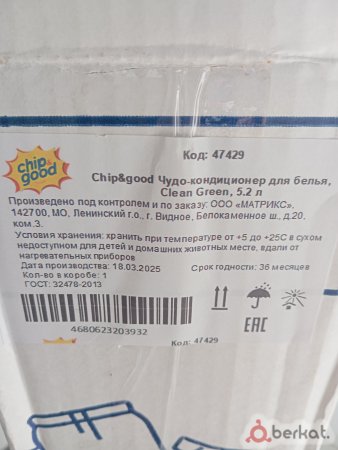 chip
&good
Код: 47429
Chip&good Чудо-кондиционер для белья,
Clean Green, 5.2 л
Произведено под контролем и по заказу: ООО «МАТРИКС».
142700, МО, Ленинский г.о., г. Видное, Белокаменное ш., д.20,
ком.3.
Условия хранения: хранить при температуре от +5 до +25С в сухом
недоступном для детей и домашних животных месте, вдали от
нагревательных приборов
Дата производства: 18.03.2025 Срок годности: 36 месяцев
Кол-во в коробе: 1
ГОСТ: 32478-2013
EAC
4680623203932
Код: 47429
berkat.